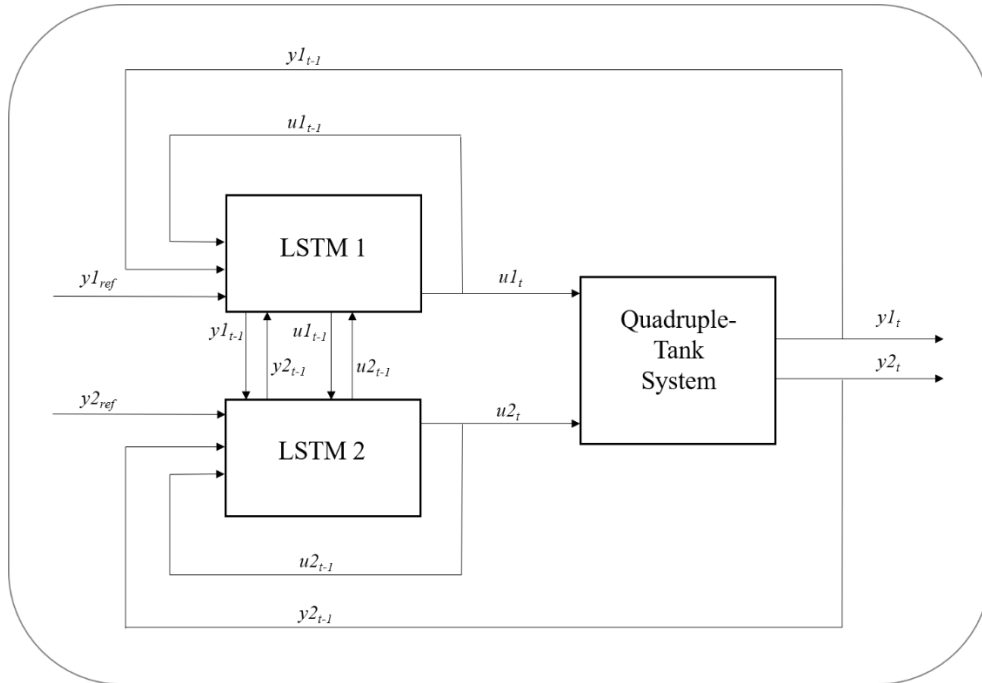 y1t-1
u1t-1
LSTM 1
y1ref
u1t
Quadruple-
Tank
System
y1t
y2t
y1t-1
u1t-1
y2t-1
u2t-1
y2ref
u2t
LSTM 2
u2t-1
y2t-1